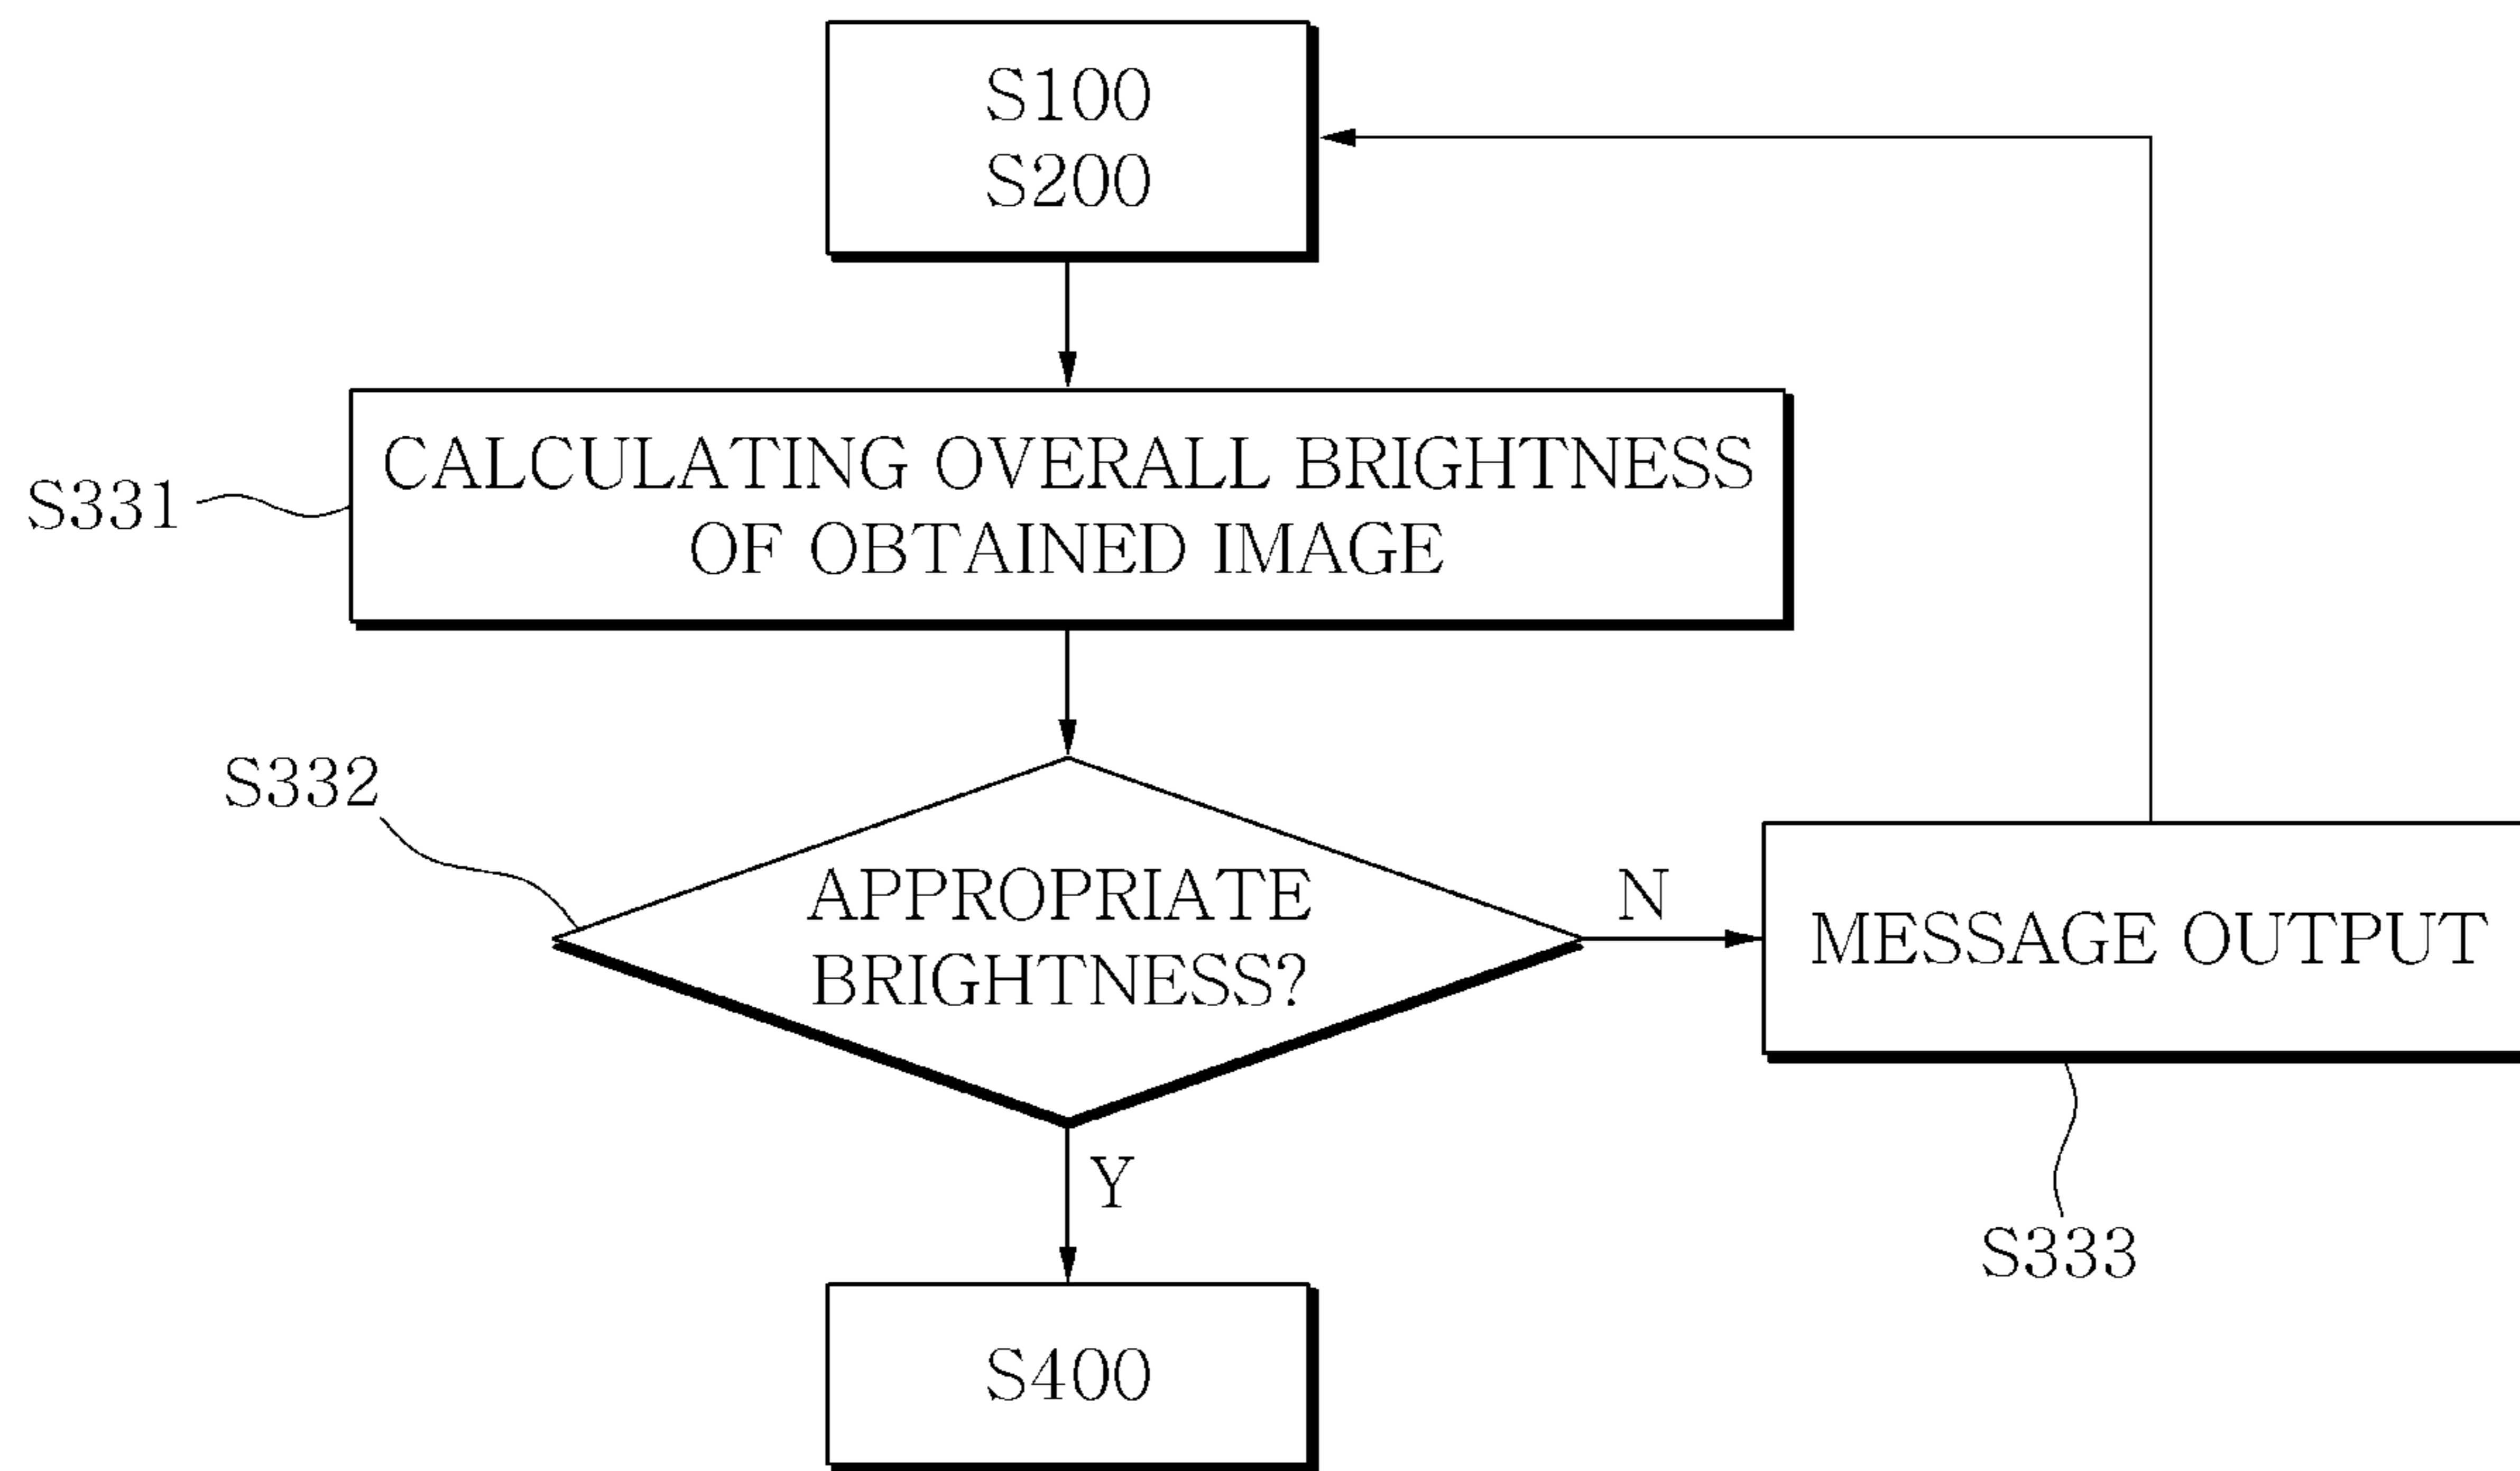 S100
S200
CALCULATING OVERALL BRIGHTNESS
OF OBTAINED IMAGE
S331
S332
APPROPRIATE
BRIGHTNESS?
N
MESSAGE OUTPUT
Y
S333
S400